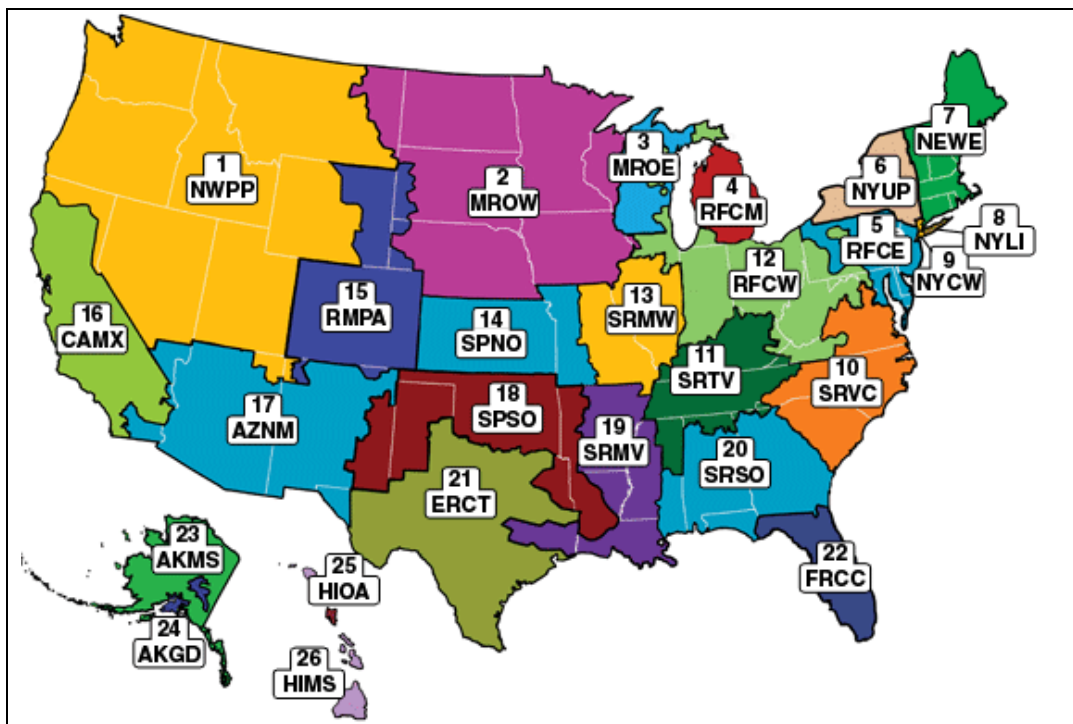 1
NWPP
2
MROW
3
MROE
4
RFCM
5
RFCE
6
NYUP
7
NEWE
8
NYLI
9
NYCW
10
SRVC
11
SRTV
12
RFCW
13
SRMW
14
SPNO
15
RMPA
16
CAMX
17
AZNM
18
SPSO
19
SRMV
20
SRSO
21
ERCT
22
FRCC
23
AKMS
24
AKGD
25
HIOA
26
HIMS